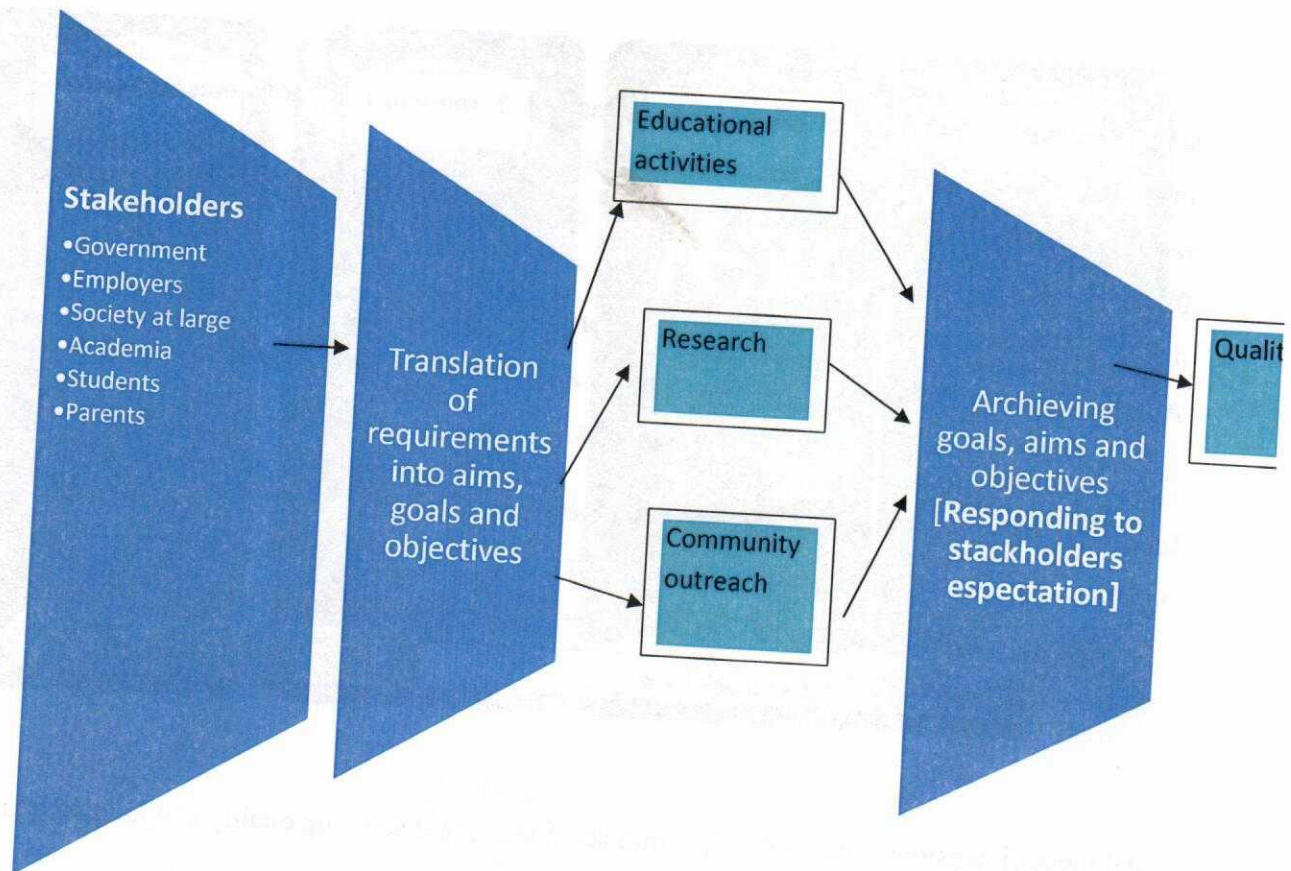 Stakeholders
•Government
•Employers
•Society at large
•Academia
•Students
•Parents
Translation
of
requirements
into aims,
goals and
objectives
Educational
activities
Research
Community
outreach
Archieving
goals, aims and
objectives
[Responding to
stackholders
espectation]
Qualit